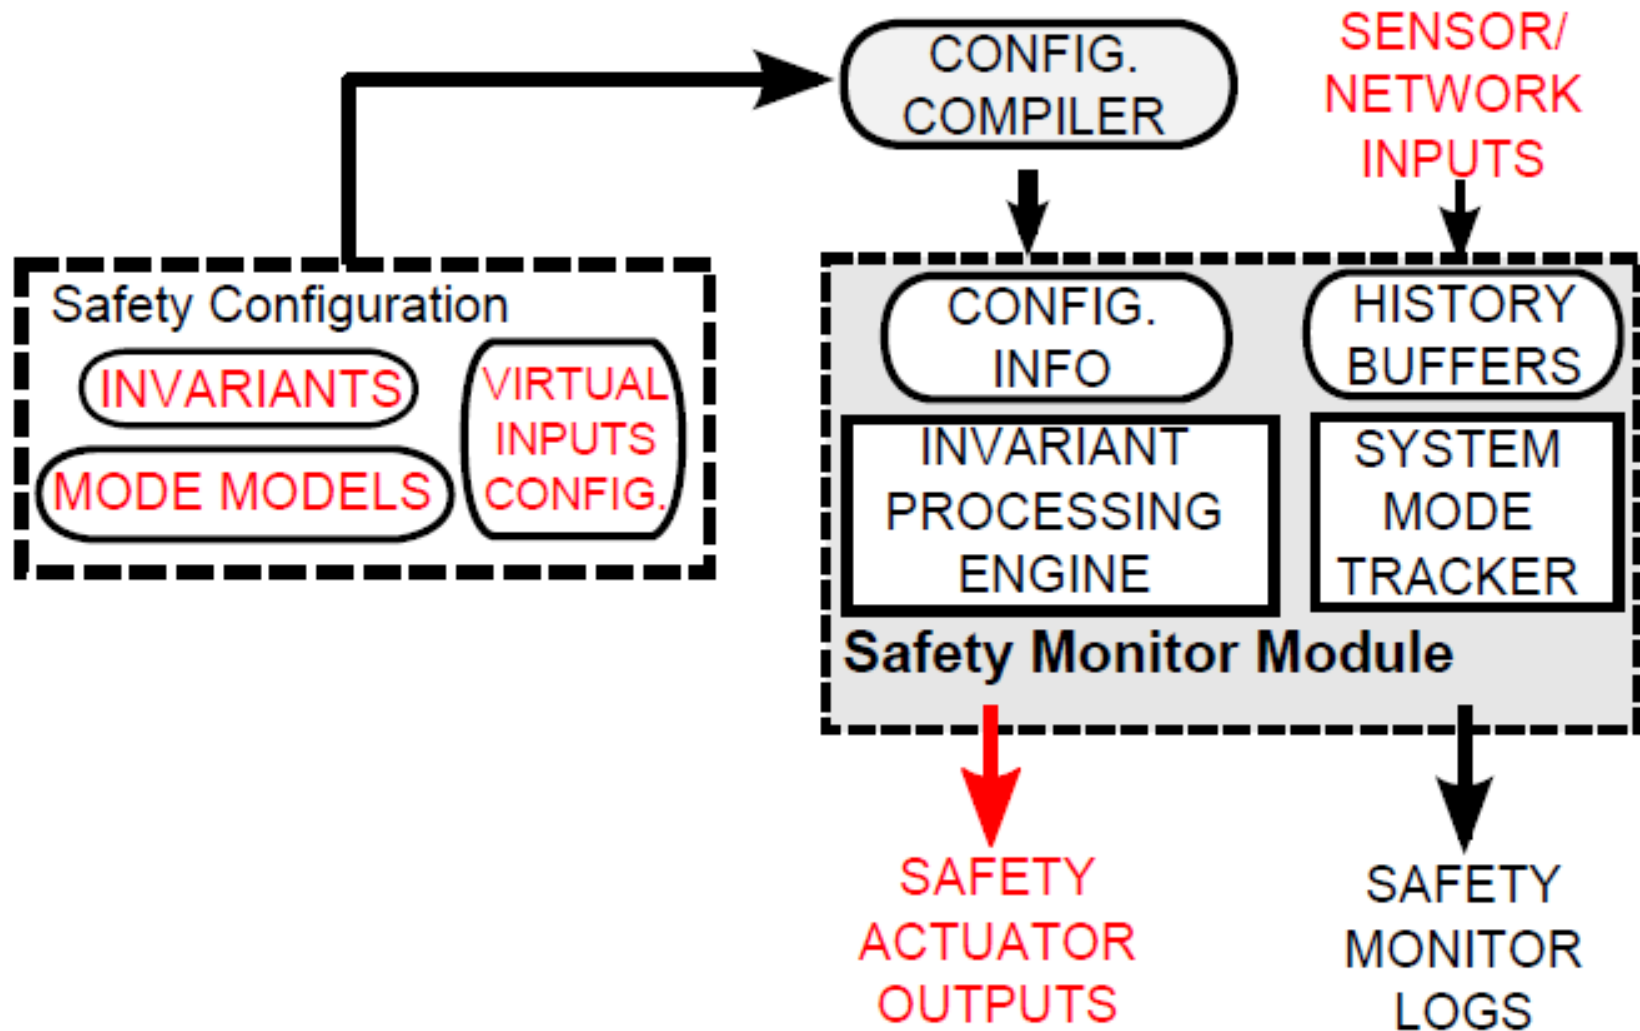 CONFIG.
COMPILER
SENSOR/
NETWORK
INPUTS
Safety Configuration
INVARIANTS
MODE MODELS
VIRTUAL
INPUTS
CONFIG.
CONFIG.
INFO
HISTORY
BUFFERS
INVARIANT
PROCESSING
ENGINE
SYSTEM
MODE
TRACKER
Safety Monitor Module
SAFETY
ACTUATOR
OUTPUTS
SAFETY
MONITOR
LOGS